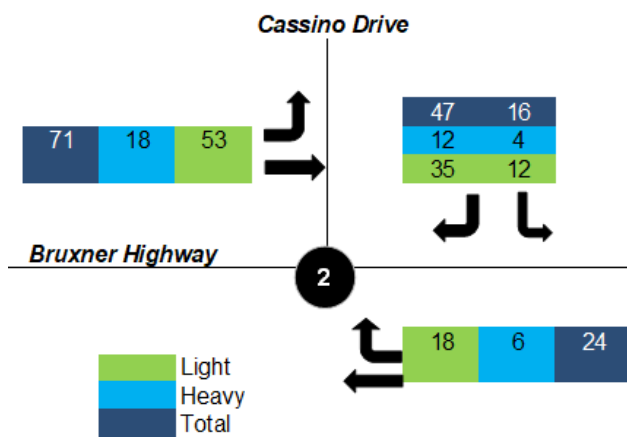 Cassino Drive
71 18 53
47 16
12 4
35 12
Bruxner Highway
2
18 6 24
Light
Heavy
Total